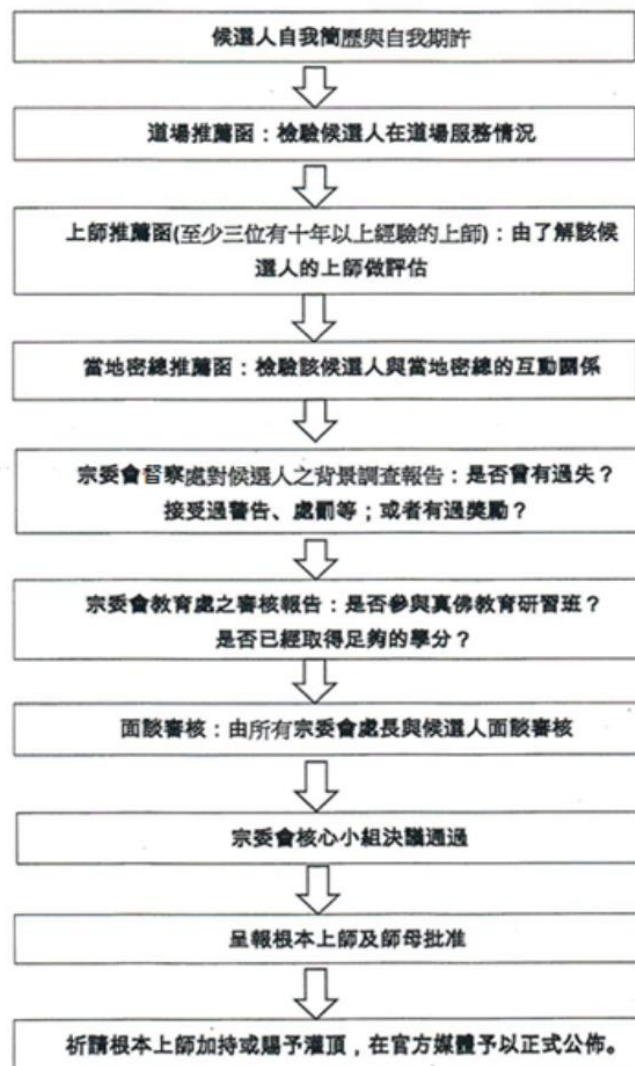 候選人自我簡歷與自我期許
道場推薦函：檢驗候選人在道場服務情況
上師推薦函(至少三位有十年以上經驗的上師)：由了解該候
選人的上師做評估
當地密總推薦函：檢驗該候選人與當地密總的互動關係
宗委會督察處對候選人之背景調查報告：是否曾有過失？
接受過警告、處罰等；或者有過獎勵？
宗委會教育處之審核報告：是否參與真佛教育研習班？
是否已經取得足夠的學分？
面談審核：由所有宗委會處長與候選人面談審核
宗委會核心小組決議通過
呈報根本上師及師母批准
祈請根本上師加持或賜予灌頂，在官方媒體予以正式公佈。